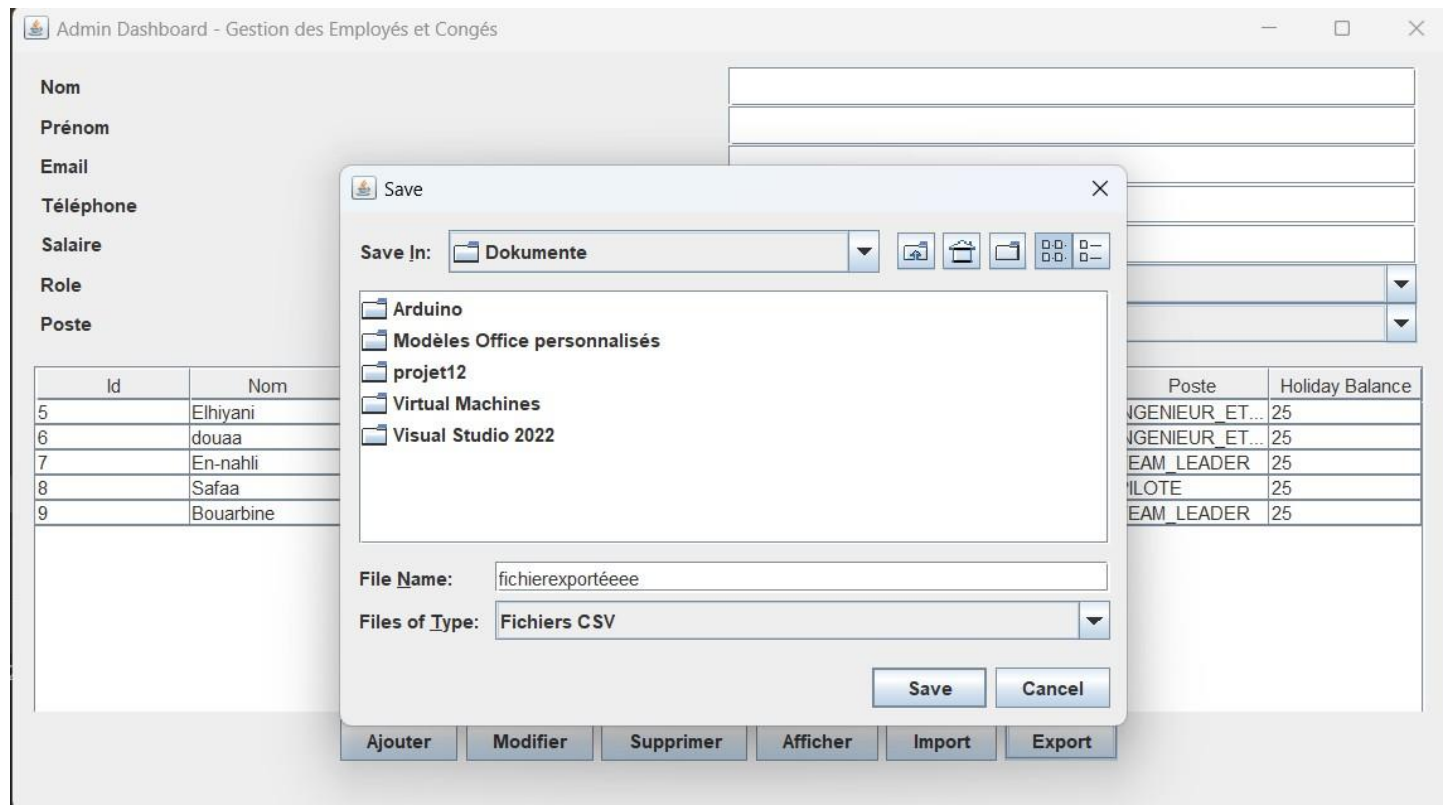 Admin Dashboard - Gestion des Employés et Congés
Nom
Prénom
Email
Téléphone
Salaire
Role
Poste
Save
Save In: Dokumente
Arduino
Modèles Office personnalisés
projet12
Virtual Machines
Visual Studio 2022
File Name: fichierexportéeee
Files of Type: Fichiers CSV
Save Cancel
Id Nom Poste Holiday Balance
5 Elhiyani NGENIEUR_ET... 25
6 douaa NGENIEUR_ET... 25
7 En-nahli EAM_LEADER 25
8 Safaa ILOTE 25
9 Bouarbine EAM_LEADER 25
Ajouter Modifier Supprimer Afficher Import Export